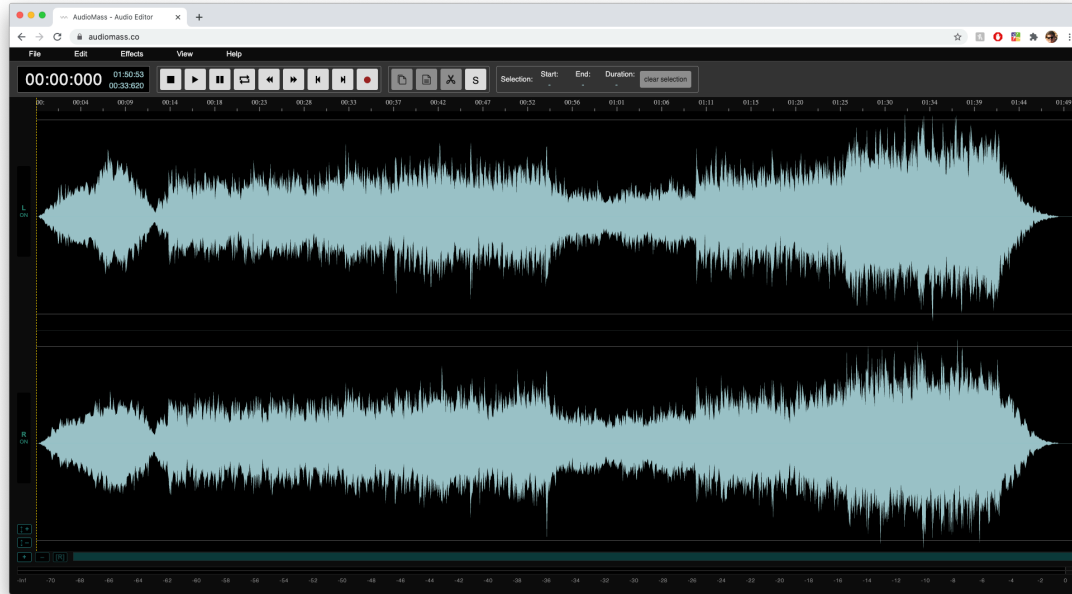 AudioMass - Audio Editor
audiomass.co
File Edit Effects View Help
00:00:000 01:50:53
00:33:620
S
Selection: Start: - End: - Duration: - clear selection
00: 00:04 00:09 00:14 00:18 00:23 00:28 00:33 00:37 00:42 00:47 00:52 00:56 01:01 01:06 01:11 01:15 01:20 01:25 01:30 01:34 01:39 01:44 01:49
L
ON
R
ON
[R]
-Inf -70 -68 -66 -64 -62 -60 -58 -56 -54 -52 -50 -48 -46 -44 -42 -40 -38 -36 -34 -32 -30 -28 -26 -24 -22 -20 -18 -16 -14 -12 -10 -8 -6 -4 -2 0